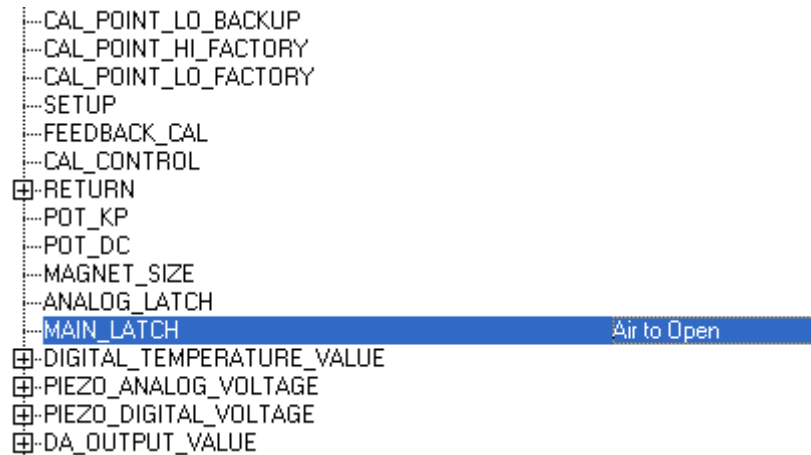 CAL_POINT_LO_BACKUP
CAL_POINT_HI_FACTORY
CAL_POINT_LO_FACTORY
SETUP
FEEDBACK_CAL
CAL_CONTROL
RETURN
POT_KP
POT_DC
MAGNET_SIZE
ANALOG_LATCH
MAIN_LATCH Air to Open
DIGITAL_TEMPERATURE_VALUE
PIEZO_ANALOG_VOLTAGE
PIEZO_DIGITAL_VOLTAGE
DA_OUTPUT_VALUE